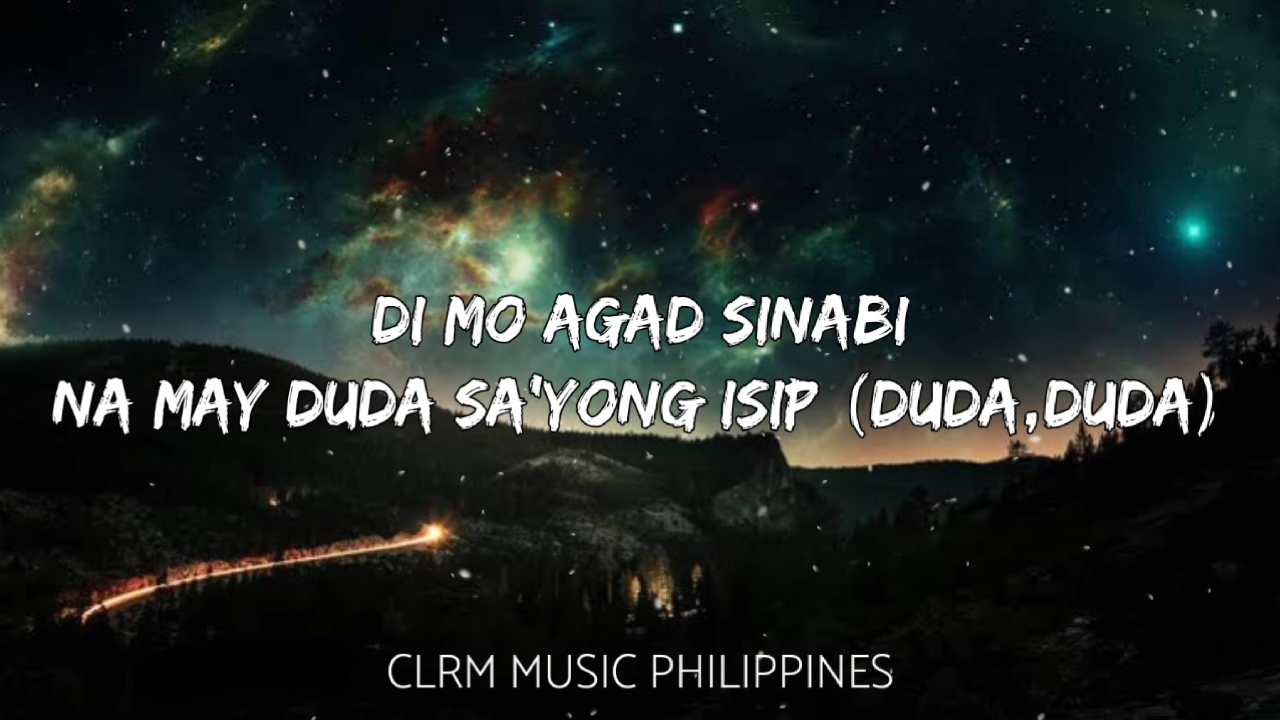 DI MO AGAD SINABI
NA MAY DUDA SA'YONG ISIP (DUDA,DUDA)
CLRM MUSIC PHILIPPINES